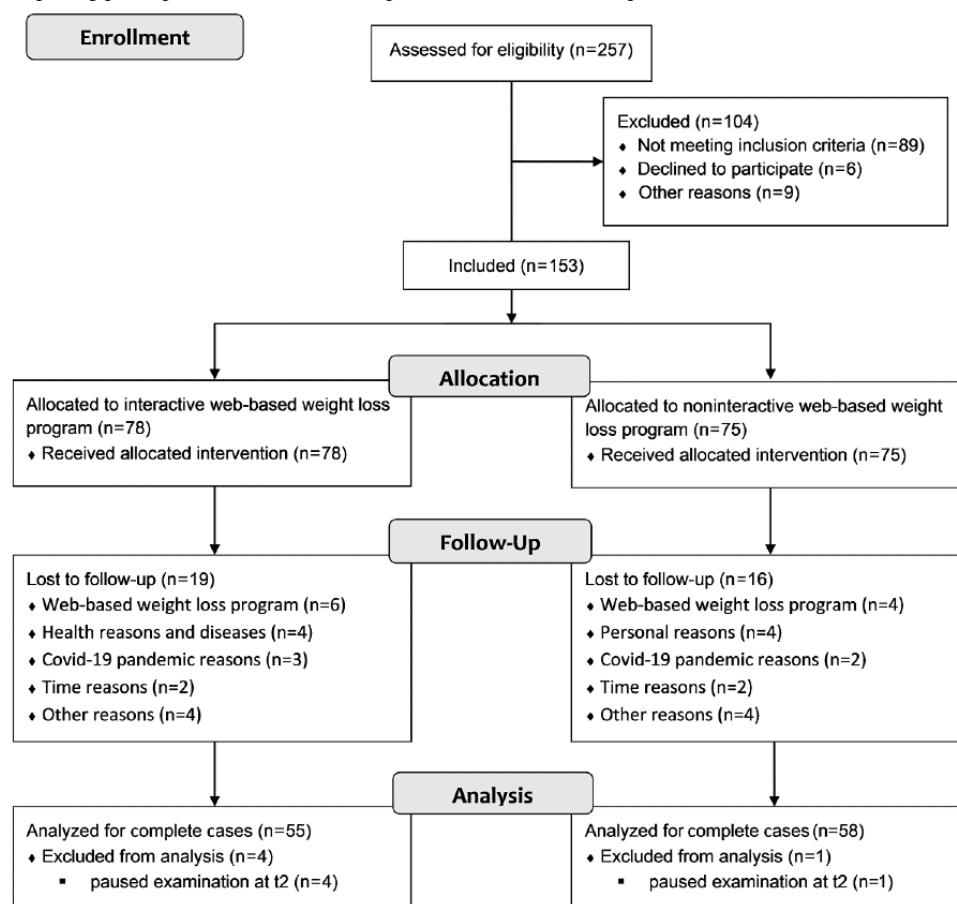 Enrollment
Assessed for eligibility (n=257)
Excluded (n=104)
♦ Not meeting inclusion criteria (n=89)
♦ Declined to participate (n=6)
♦ Other reasons (n=9)
Included (n=153)
Allocation
Allocated to interactive web-based weight loss
program (n=78)
♦ Received allocated intervention (n=78)
Allocated to noninteractive web-based weight
loss program (n=75)
♦ Received allocated intervention (n=75)
Follow-Up
Lost to follow-up (n=19)
♦ Web-based weight loss program (n=6)
♦ Health reasons and diseases (n=4)
♦ Covid-19 pandemic reasons (n=3)
♦ Time reasons (n=2)
♦ Other reasons (n=4)
Lost to follow-up (n=16)
♦ Web-based weight loss program (n=4)
♦ Personal reasons (n=4)
♦ Covid-19 pandemic reasons (n=2)
♦ Time reasons (n=2)
♦ Other reasons (n=4)
Analysis
Analyzed for complete cases (n=55)
♦ Excluded from analysis (n=4)
▪ paused examination at t2 (n=4)
Analyzed for complete cases (n=58)
♦ Excluded from analysis (n=1)
▪ paused examination at t2 (n=1)